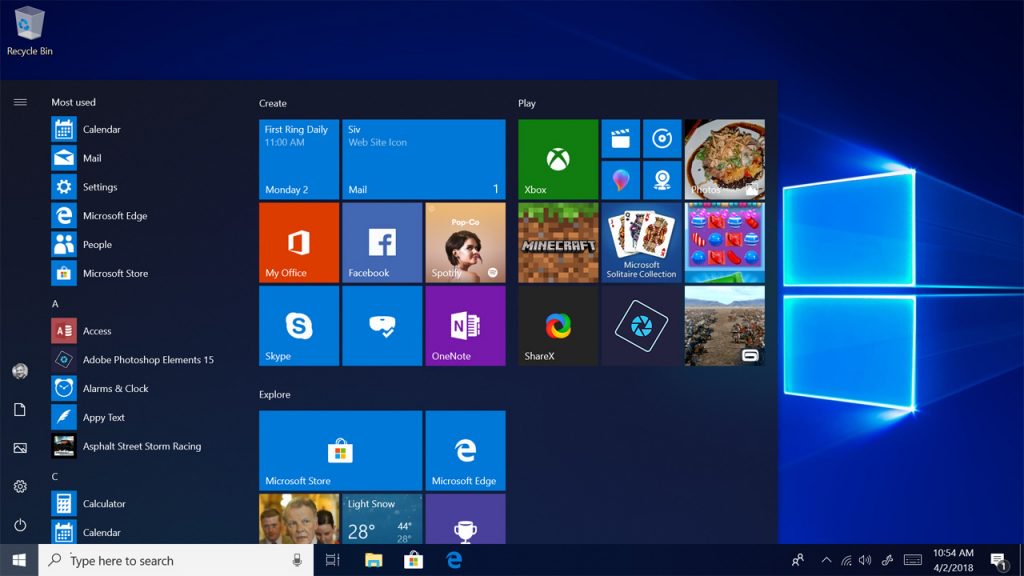 Recycle Bin
Most used
Calendar
Mail
Settings
Microsoft Edge
People
Microsoft Store
A
Access
Adobe Photoshop Elements 15
Alarms & Clock
Appy Text
Asphalt Street Storm Racing
C
Calculator
Calendar
Create
First Ring Daily
11:00 AM
Monday 2
Siv
Web Site Icon
Mail
1
My Office
Facebook
Pop-Co
Spotify
Skype
OneNote
Explore
Microsoft Store
Microsoft Edge
Light Snow
28°
44°
28°
Play
Xbox
Photos
MINECRAFT
Microsoft
Solitaire Collection
ShareX
Type here to search
10:54 AM
4/2/2018
1